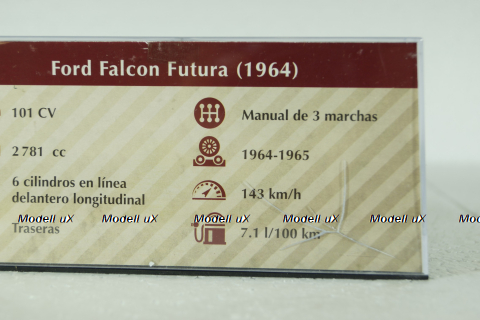 Ford Falcon Futura (1964)
101 CV
Manual de 3 marchas
2 781 cc
1964-1965
6 cilindros en línea
delantero longitudinal
143 km/h
Modell uX Modell uX Modell uX Modell uX Modell uX Mo
Traseras
7.1 l/100 km